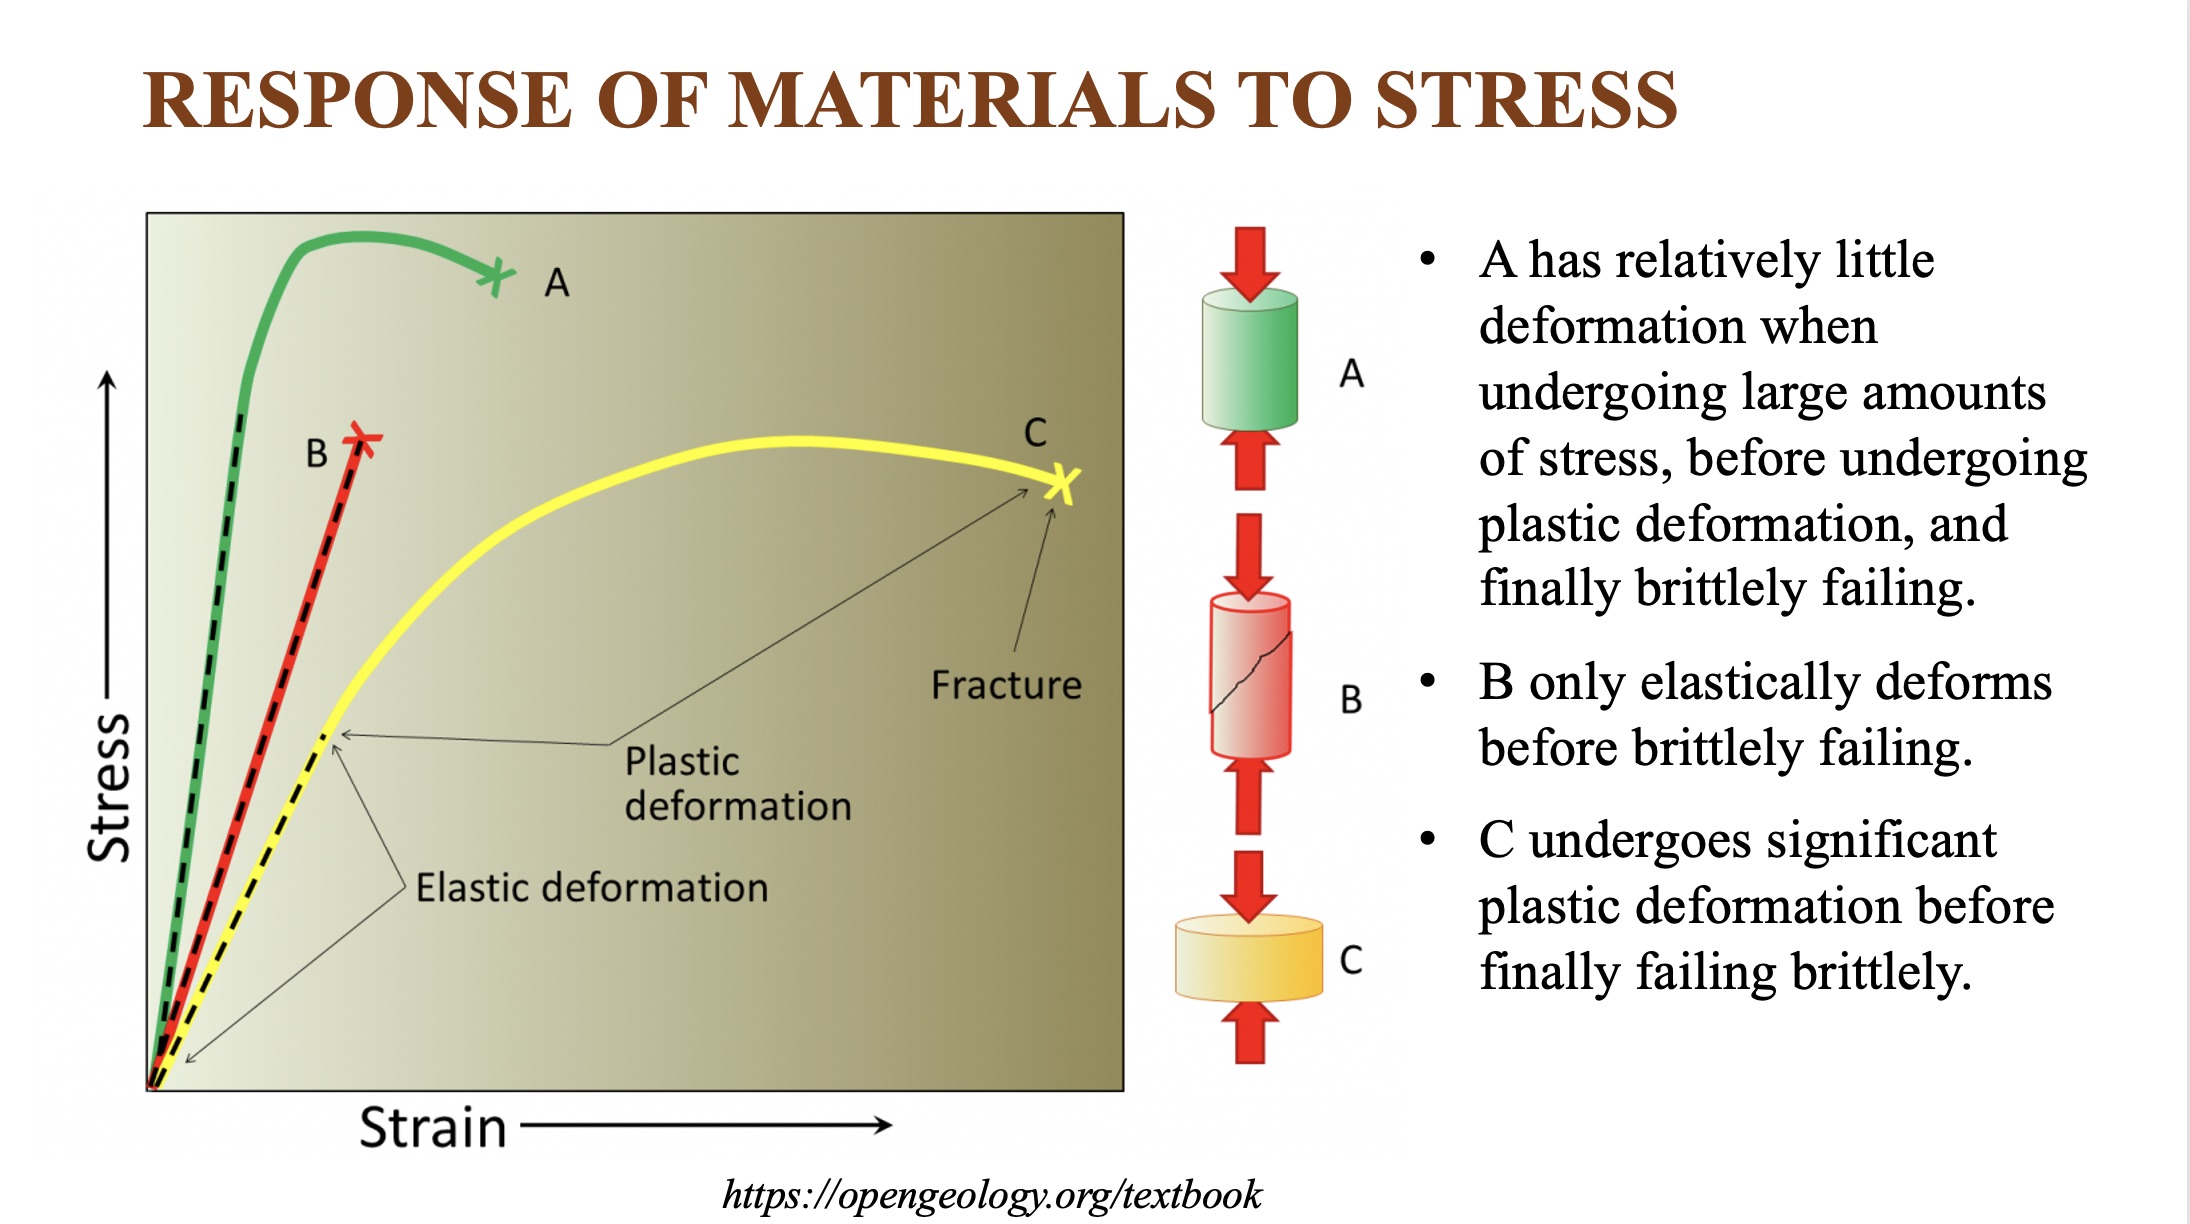 RESPONSE OF MATERIALS TO STRESS
A
B
C
Plastic
deformation
Fracture
Elastic deformation
Stress
Strain
A
B
C
• A has relatively little
deformation when
undergoing large amounts
of stress, before undergoing
plastic deformation, and
finally brittlely failing.
• B only elastically deforms
before brittlely failing.
• C undergoes significant
plastic deformation before
finally failing brittlely.
https://opengeology.org/textbook